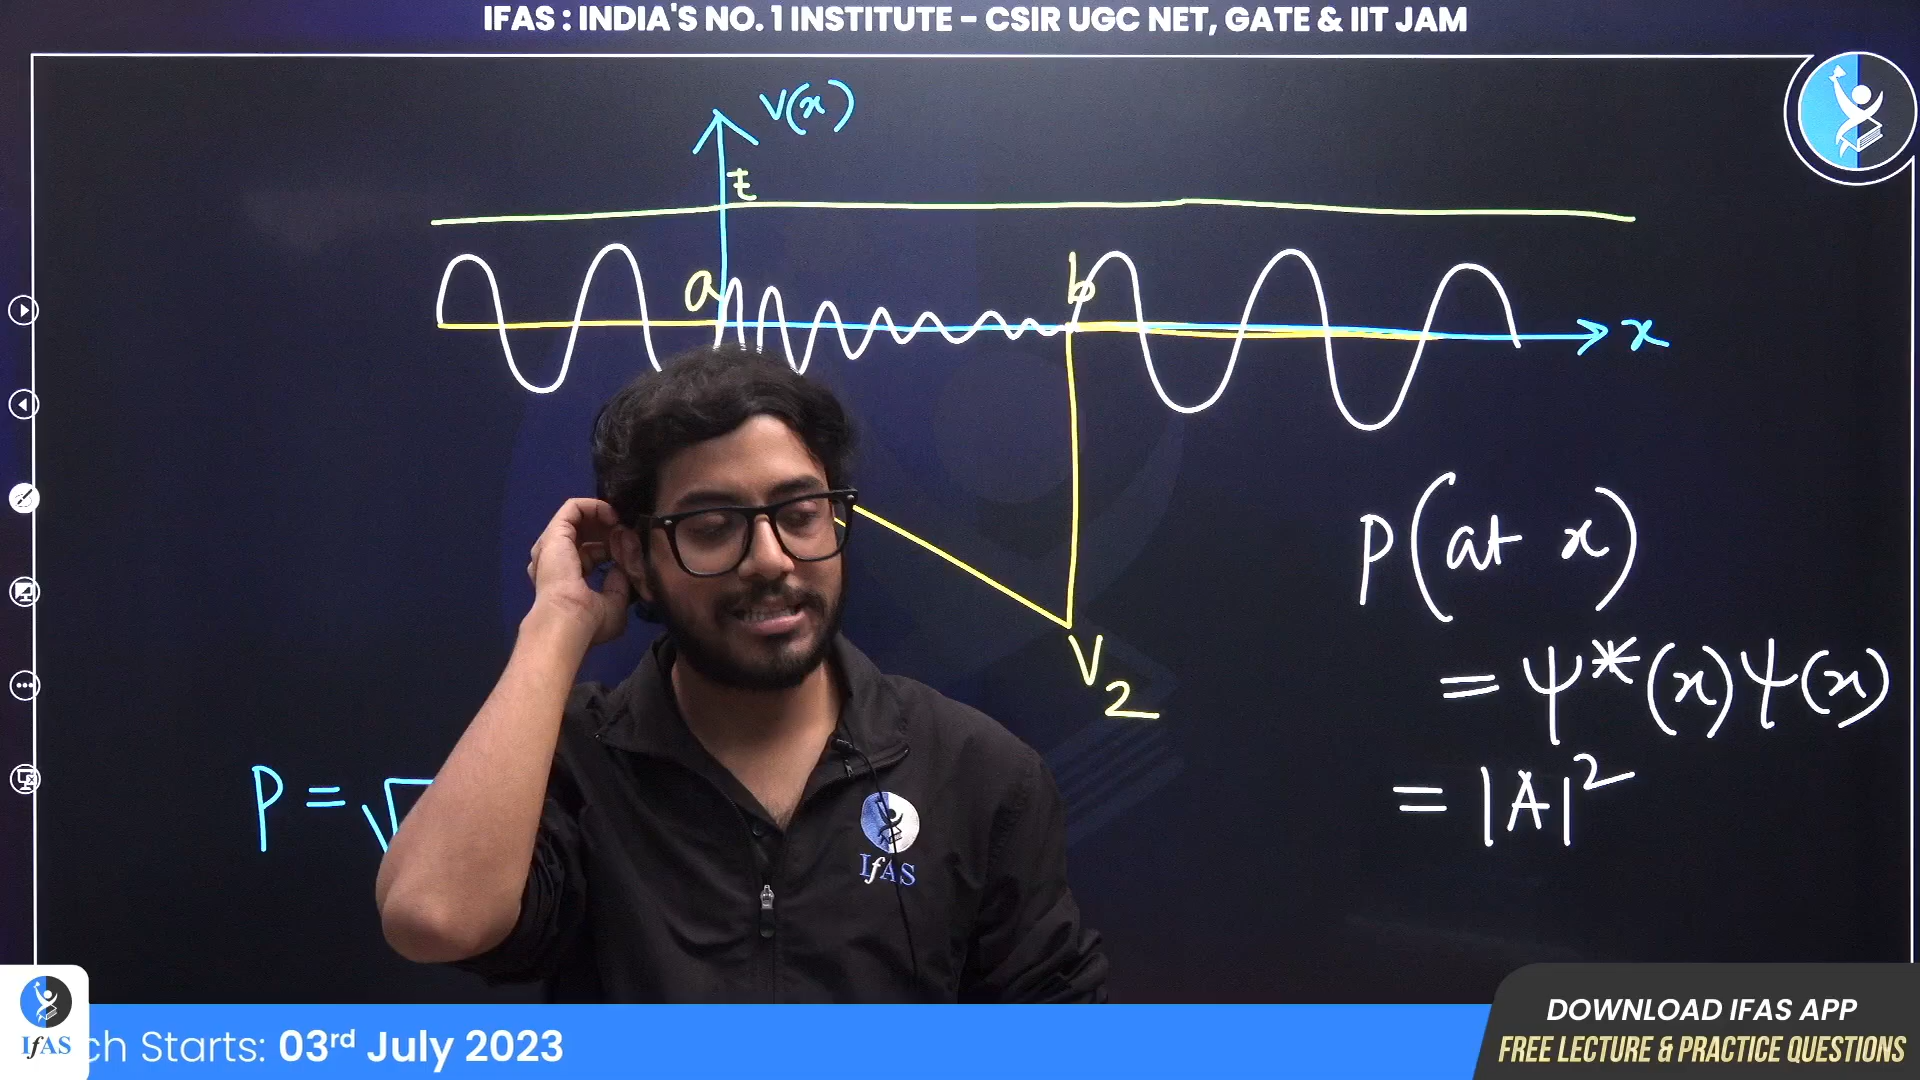 IFAS : INDIA'S NO. 1 INSTITUTE - CSIR UGC NET, GATE & IIT JAM
V(x)
E
a
b
x
P(at x)
= ψ*(x)ψ(x)
V₂
P = √
= |A|²
IfAS
IfAS
ch Starts: 03rd July 2023
DOWNLOAD IFAS APP
FREE LECTURE & PRACTICE QUESTIONS